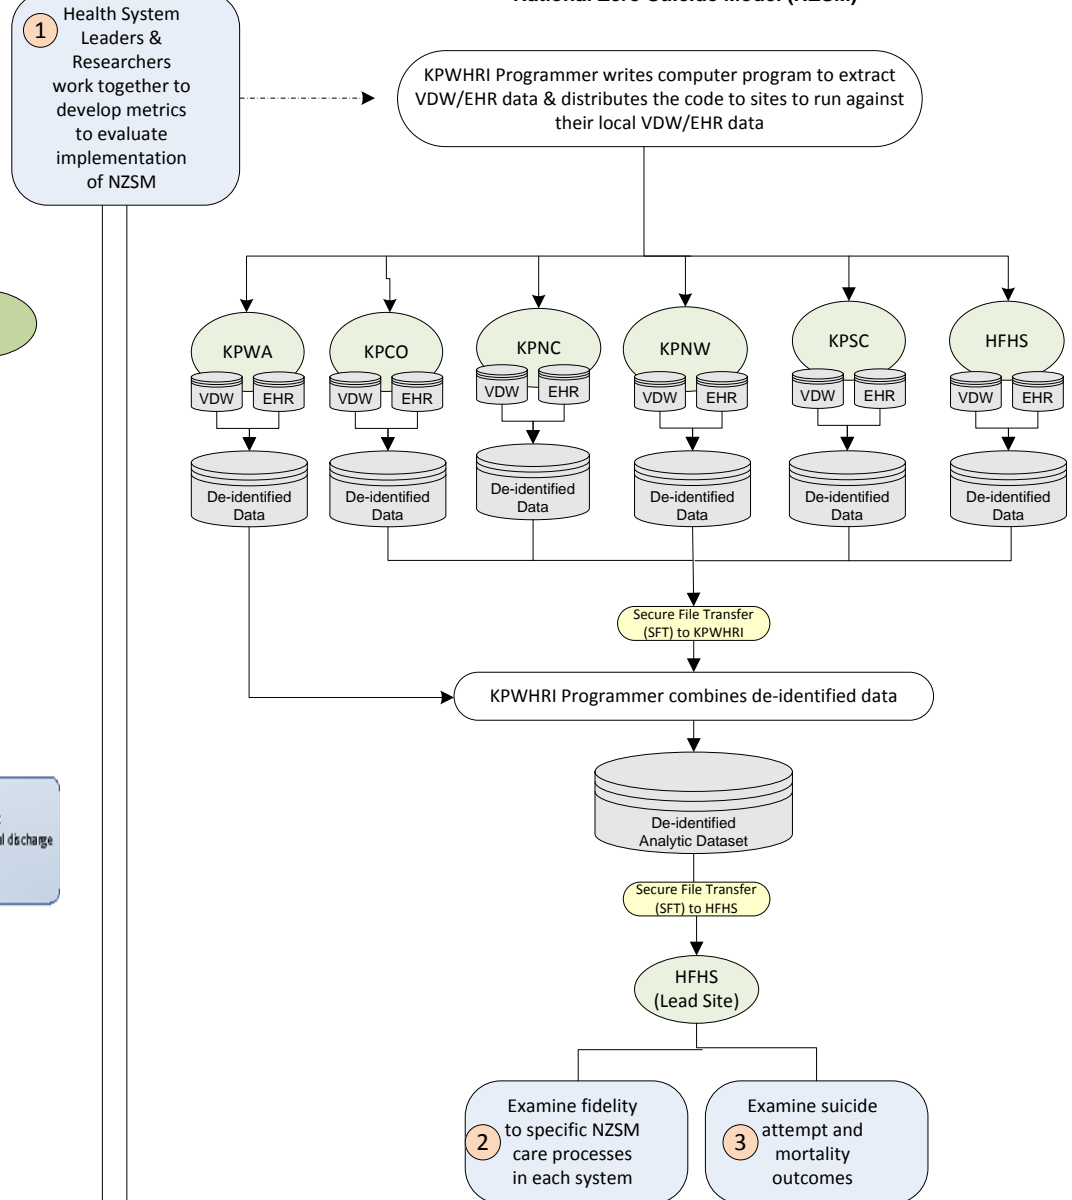 National Zero Suicide Model (NZSM)
1
Health System
Leaders &
Researchers
work together to
develop metrics
to evaluate
implementation
of NZSM
KPWHRI Programmer writes computer program to extract
VDW/EHR data & distributes the code to sites to run against
their local VDW/EHR data
KPWA
KPCO
KPNC
KPNW
KPSC
HFHS
VDW
EHR
VDW
EHR
VDW
EHR
VDW
EHR
VDW
EHR
VDW
EHR
De-identified
Data
De-identified
Data
De-identified
Data
De-identified
Data
De-identified
Data
De-identified
Data
Secure File Transfer
(SFT) to KPWHRI
KPWHRI Programmer combines de-identified data
De-identified
Analytic Dataset
al discharge
Secure File Transfer
(SFT) to HFHS
HFHS
(Lead Site)
2
Examine fidelity
to specific NZSM
care processes
in each system
3
Examine suicide
attempt and
mortality
outcomes